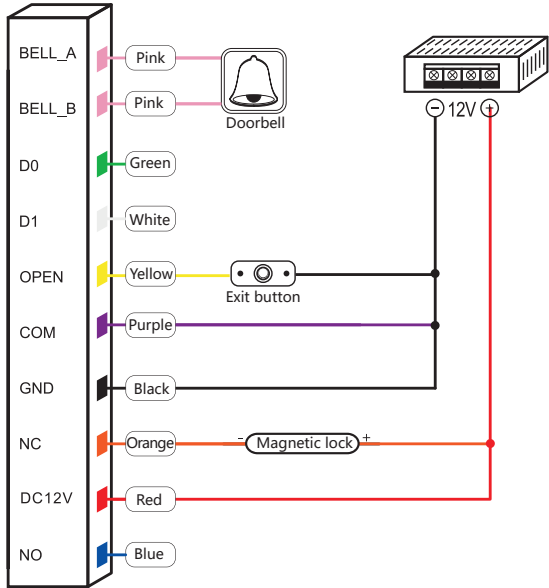 BELL_A
Pink
BELL_B
Pink
Doorbell
− 12V +
D0
Green
D1
White
OPEN
Yellow
Exit button
COM
Purple
GND
Black
NC
Orange
- Magnetic lock +
DC12V
Red
NO
Blue